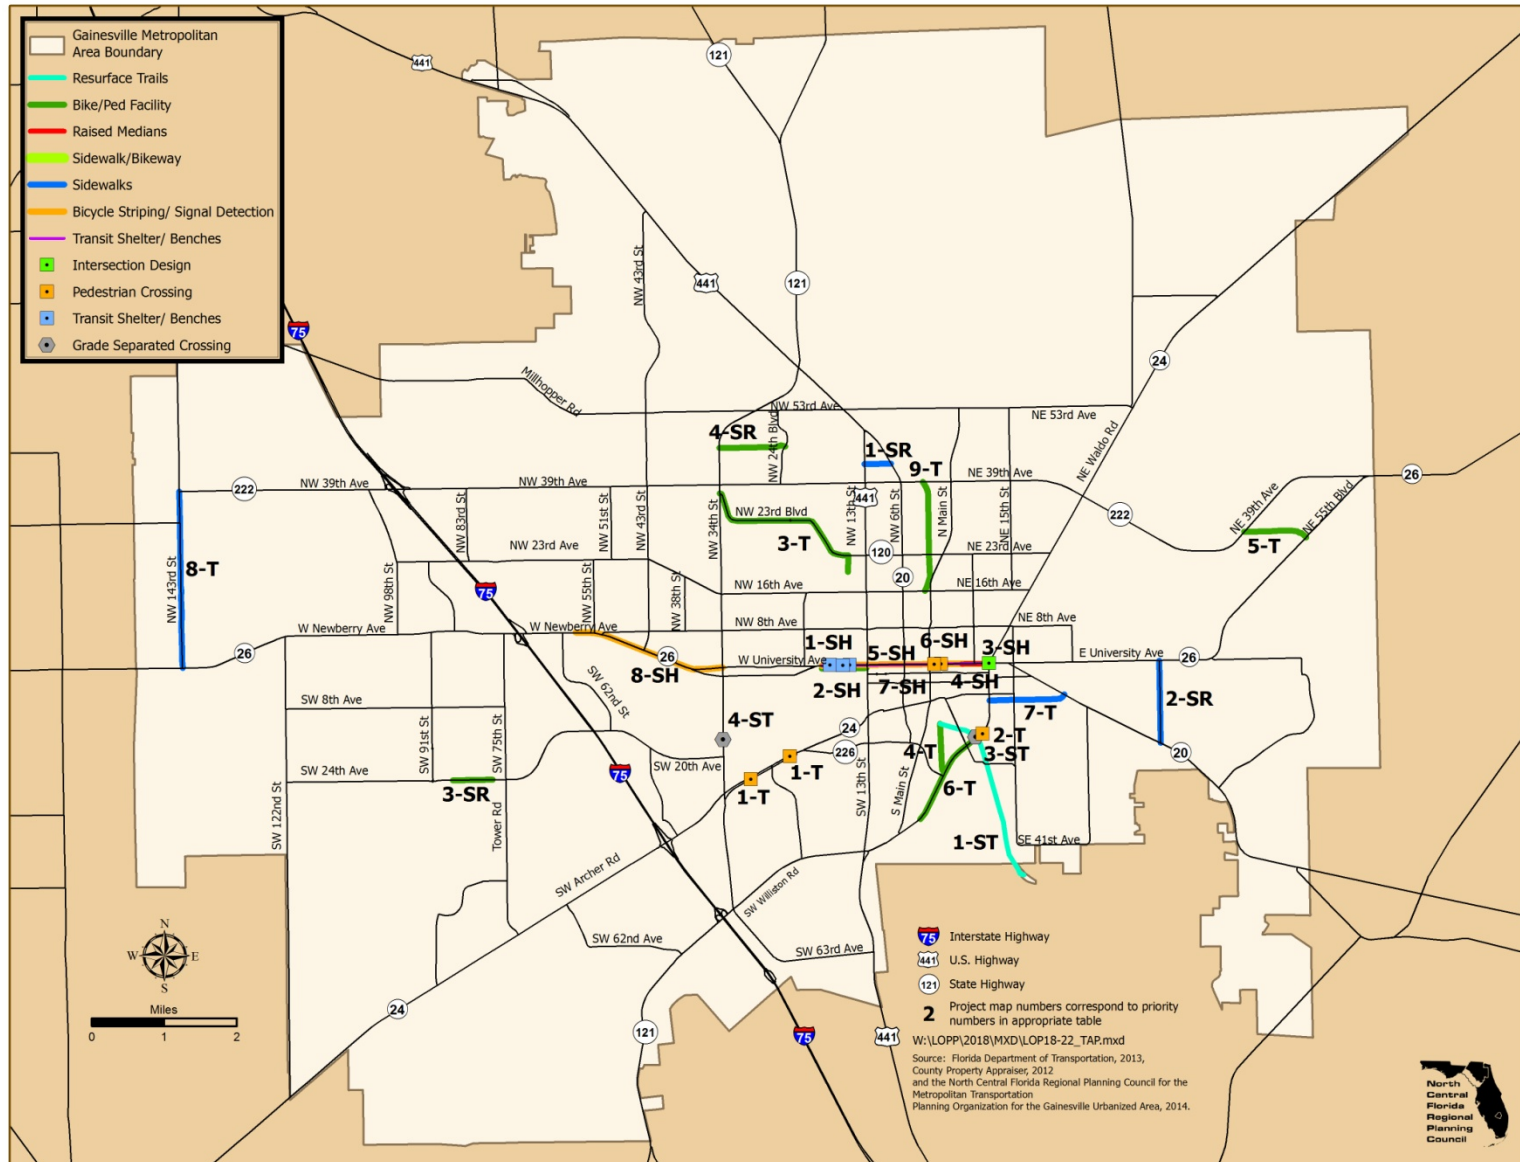 Gainesville Metropolitan
Area Boundary
Resurface Trails
Bike/Ped Facility
Raised Medians
Sidewalk/Bikeway
Sidewalks
Bicycle Striping/ Signal Detection
Transit Shelter/ Benches
Intersection Design
Pedestrian Crossing
Transit Shelter/ Benches
Grade Separated Crossing
441
121
441
121
75
24
Millhopper Rd
NW 43rd St
NW 53rd Ave
NE 53rd Ave
NW 24th Blvd
NE Waldo Rd
4-SR
1-SR
9-T
26
222
NW 39th Ave
NW 39th Ave
NE 39th Ave
441
222
NE 39th Ave
NE 55th Blvd
5-T
NW 83rd St
NW 51st St
NW 43rd St
NW 34th St
NW 23rd Blvd
3-T
NW 13th St
NW 6th St
N Main St
NE 15th St
NW 23rd Ave
120
NE 23rd Ave
8-T
NW 143rd St
NW 98th St
75
NW 55th St
NW 38th St
NW 16th Ave
20
NE 16th Ave
W Newberry Ave
W Newberry Ave
NW 8th Ave
NE 8th Ave
26
26
8-SH
W University Ave
1-SH
5-SH
6-SH
3-SH
E University Ave
26
2-SH
7-SH
4-SH
SW 62nd St
SW 8th Ave
4-ST
24
7-T
2-SR
SW 91st St
SW 75th St
226
4-T
2-T
3-ST
20
SW 24th Ave
75
SW 20th Ave
1-T
1-T
3-SR
6-T
SW 122nd St
Tower Rd
SW 13th St
S Main St
1-ST
SE 41st Ave
SW Archer Rd
SW Williston Rd
SW 62nd Ave
SW 63rd Ave
N
W E
S
Miles
0 1 2
24
121
75
441
75 Interstate Highway
441 U.S. Highway
121 State Highway
2 Project map numbers correspond to priority
numbers in appropriate table
W:\LOPP\2018\MXD\LOP18-22_TAP.mxd
Source: Florida Department of Transportation, 2013,
County Property Appraiser, 2012
and the North Central Florida Regional Planning Council for the
Metropolitan Transportation
Planning Organization for the Gainesville Urbanized Area, 2014.
North
Central
Florida
Regional
Planning
Council